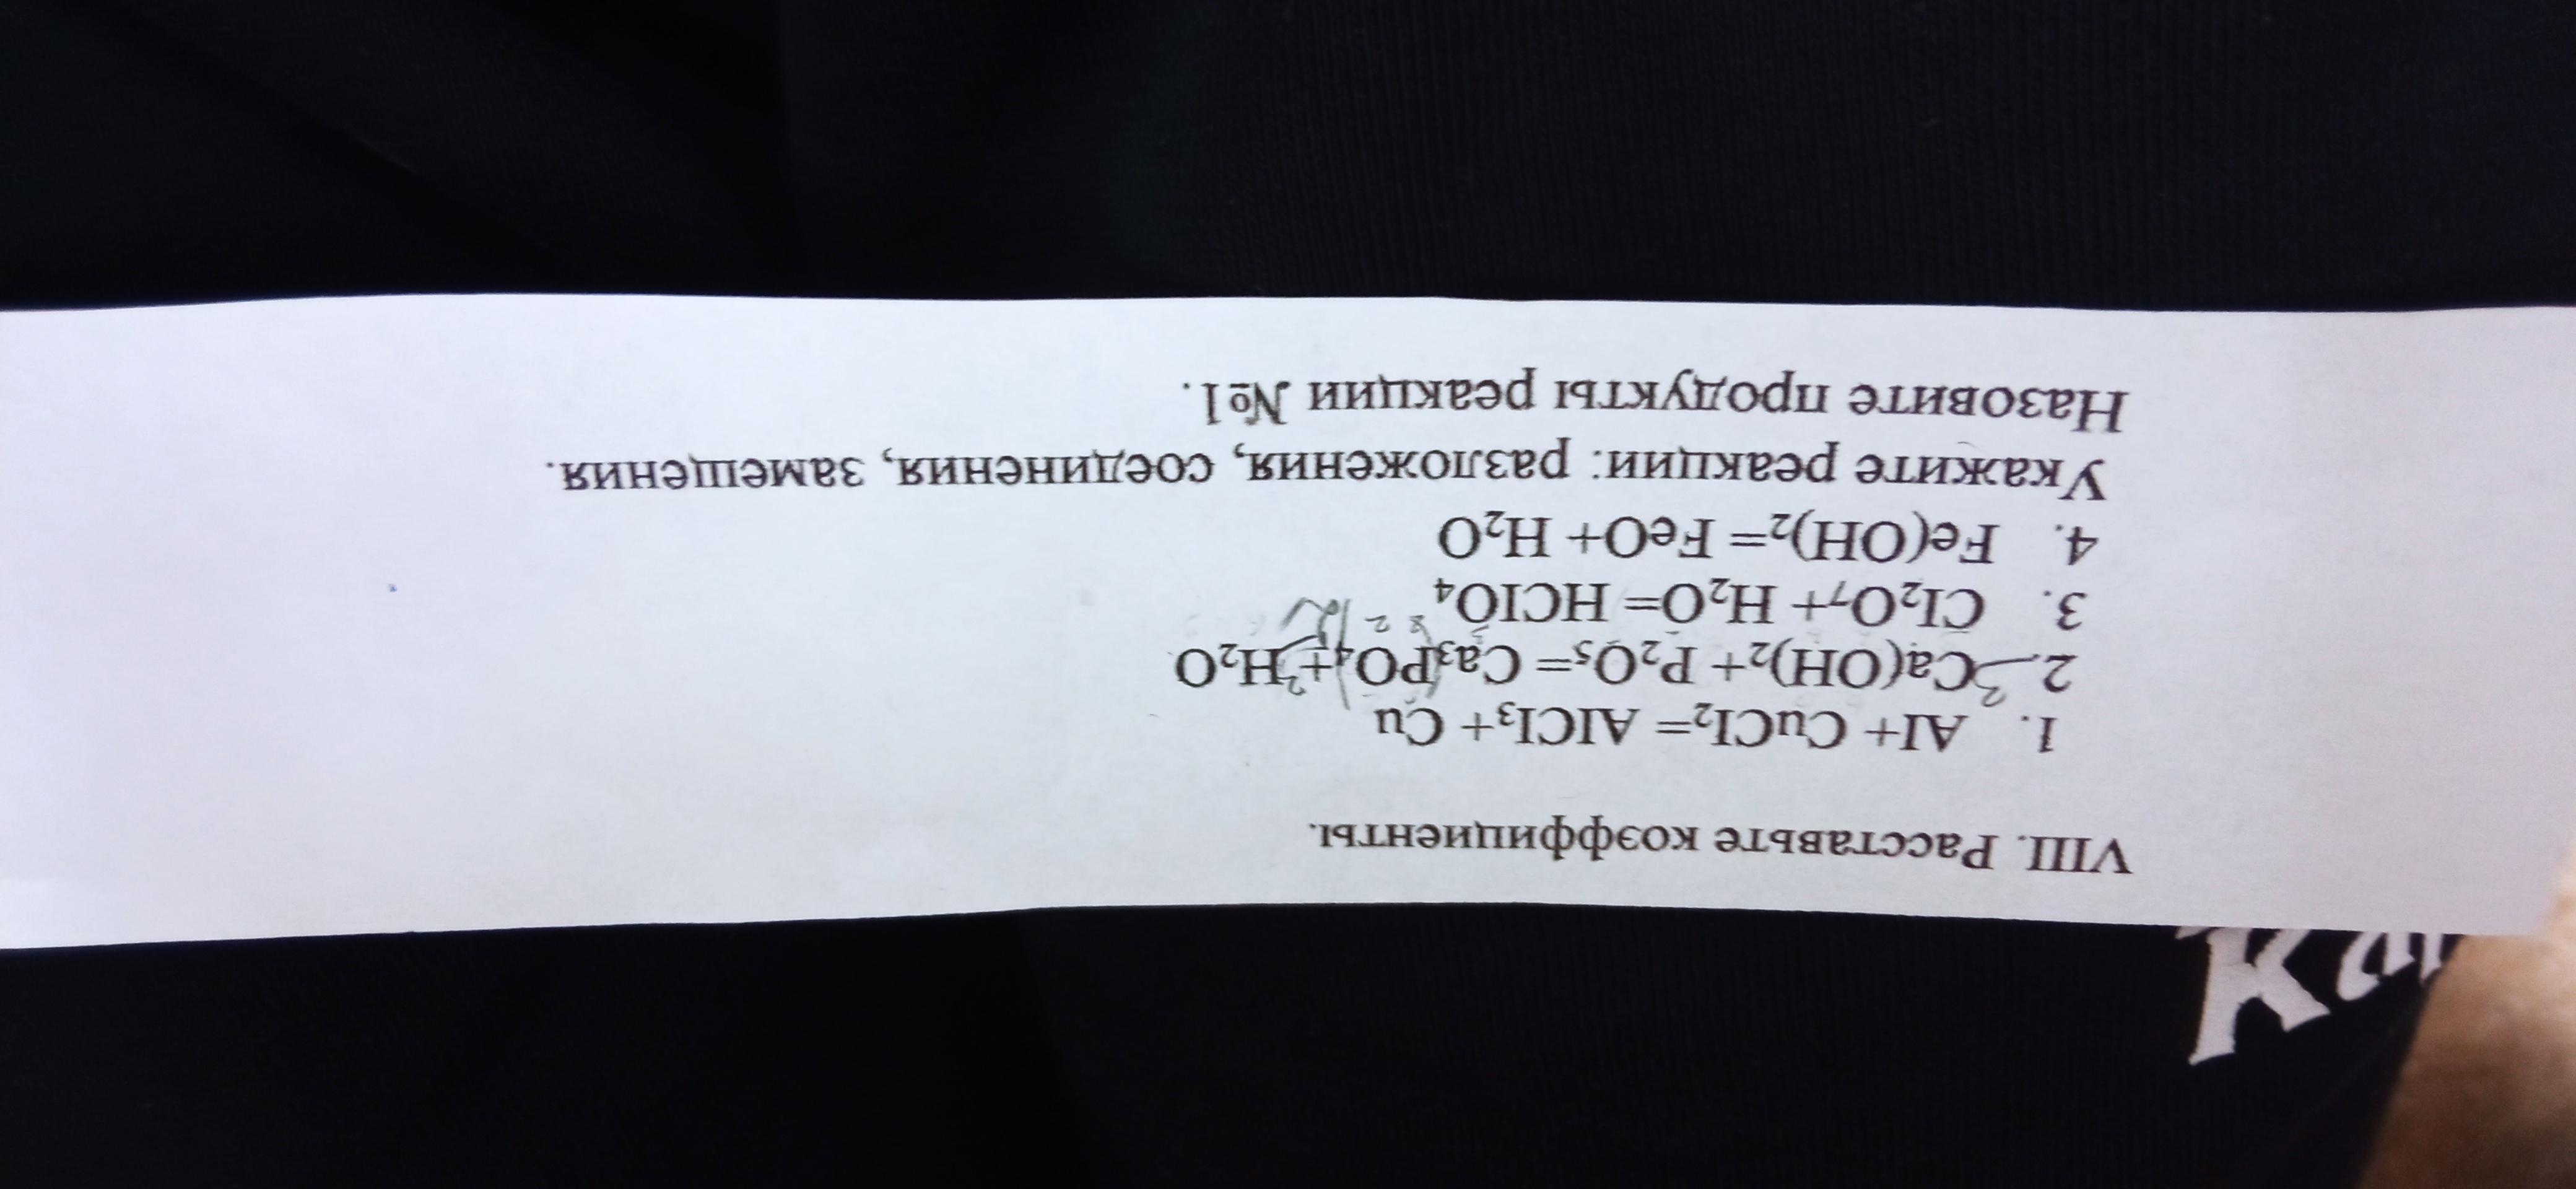 VIII. Расставьте коэффициенты.
1. Al+ CuCl₂= AlCl₃+ Cu
2. Ca(OH)₂+ P₂O₅= Ca₃PO₄+ H₂O
3. Cl₂O₇+ H₂O= HClO₄
4. Fe(OH)₂= FeO+ H₂O
Укажите реакции: разложения, соединения, замещения.
Назовите продукты реакции №1.